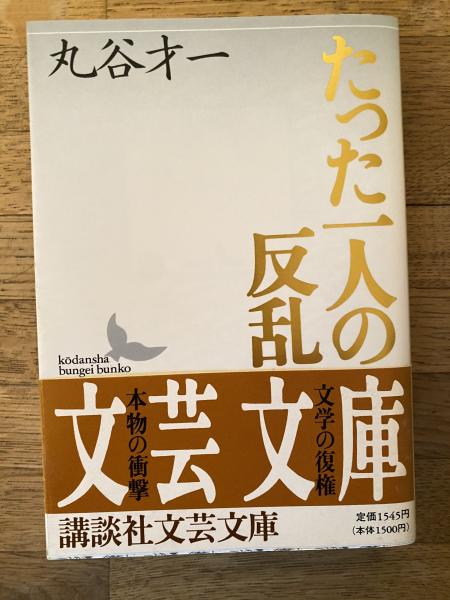 丸谷才一
たった一人の
反乱
kōdansha
bungei bunko
文芸文庫
文学の復権
本物の衝撃
講談社文芸文庫
定価1545円
(本体1500円)